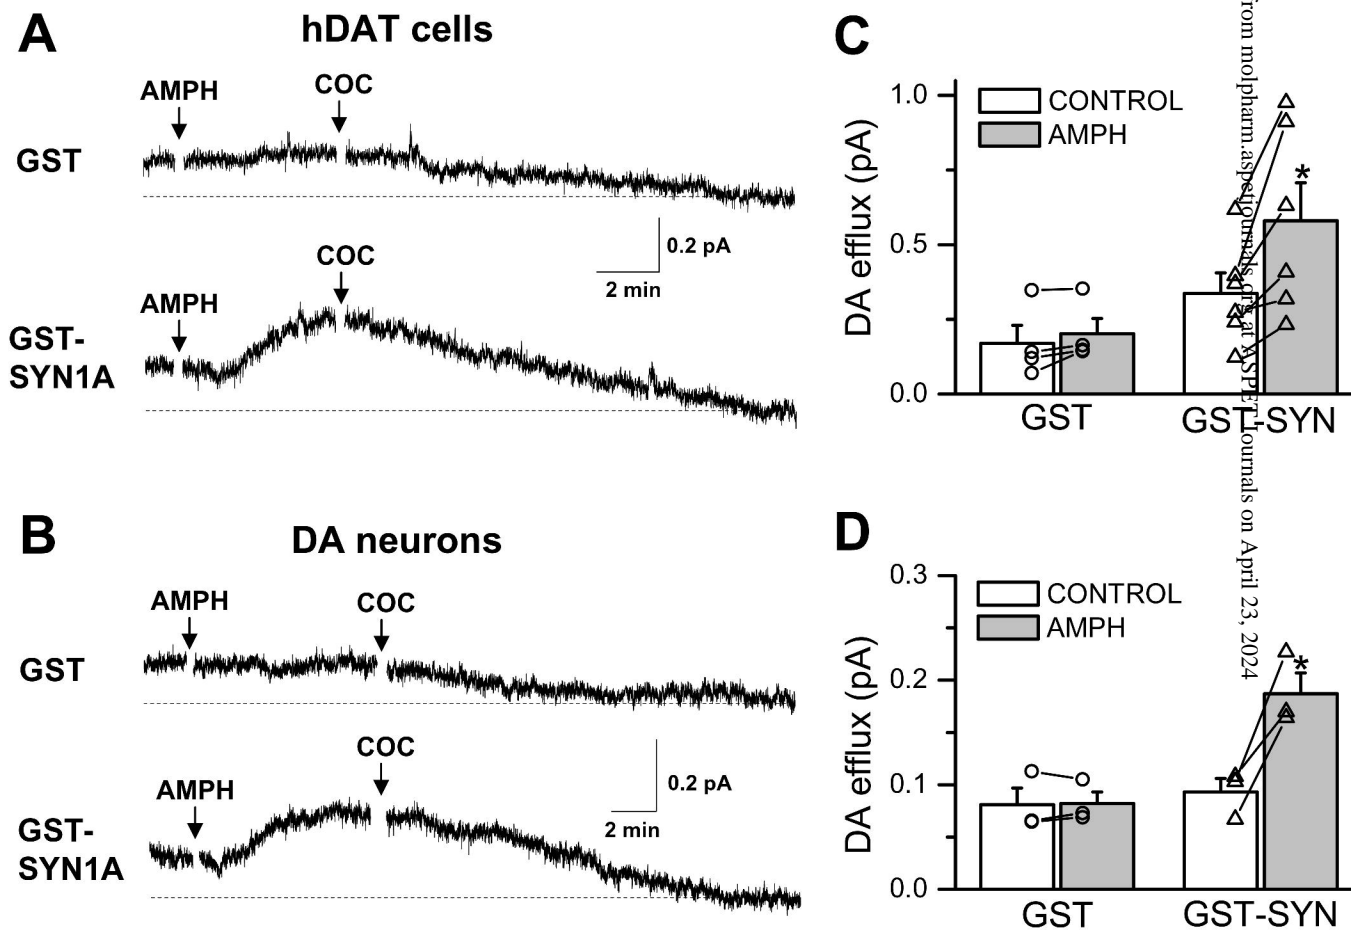 A
hDAT cells
AMPH
COC
GST
0.2 pA
2 min
COC
AMPH
GST-
SYN1A
B
DA neurons
AMPH
COC
GST
COC
0.2 pA
2 min
AMPH
GST-
SYN1A
C
DA efflux (pA)
1.0
0.5
0.0
CONTROL
AMPH
*
GST
GST-SYN
D
DA efflux (pA)
0.3
0.2
0.1
0.0
CONTROL
AMPH
*
GST
GST-SYN
from molpharm.aspetjournals.org at ASPET Journals on April 23, 2024